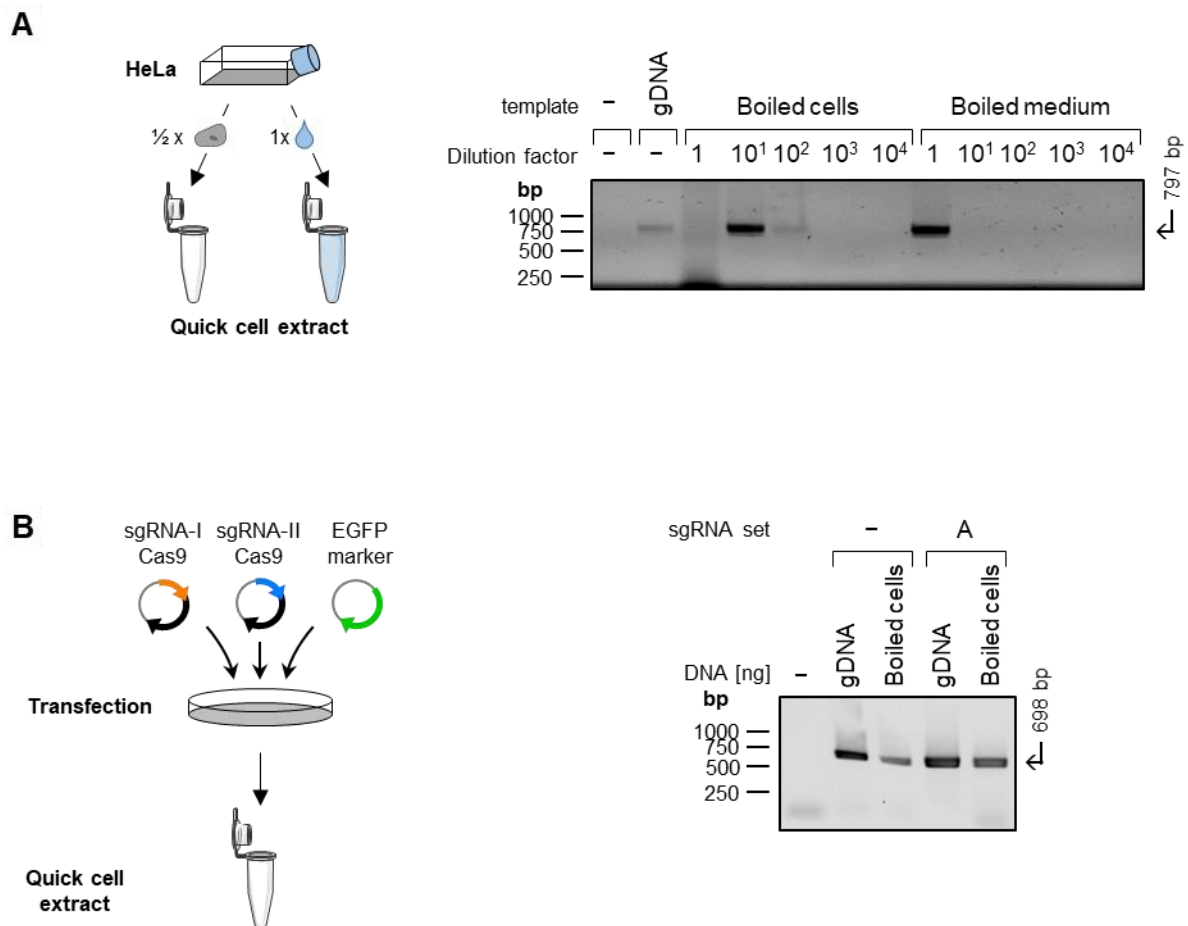 A
HeLa
½ x
1x
Quick cell extract
template
–
gDNA
Boiled cells
Boiled medium
Dilution factor
– – 1 10¹ 10² 10³ 10⁴ 1 10¹ 10² 10³ 10⁴
bp
1000
750
500
250
797 bp
B
sgRNA-I sgRNA-II EGFP
Cas9 Cas9 marker
Transfection
Quick cell
extract
sgRNA set – A
DNA [ng] – gDNA Boiled cells gDNA Boiled cells
bp
1000
750
500
250
698 bp